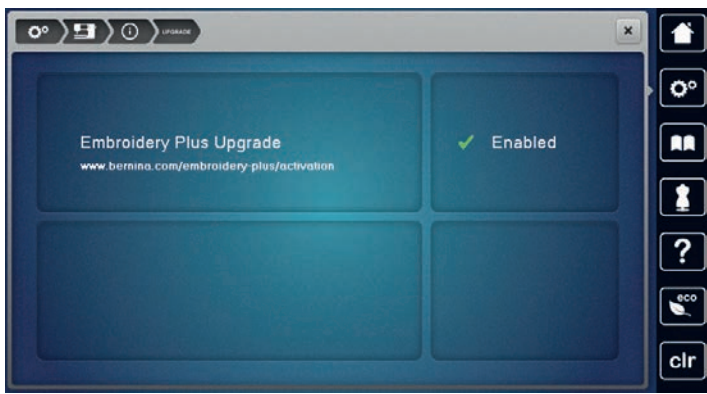 UPGRADE
Embroidery Plus Upgrade
www.bernina.com/embroidery-plus/activation
Enabled
?
eco
clr